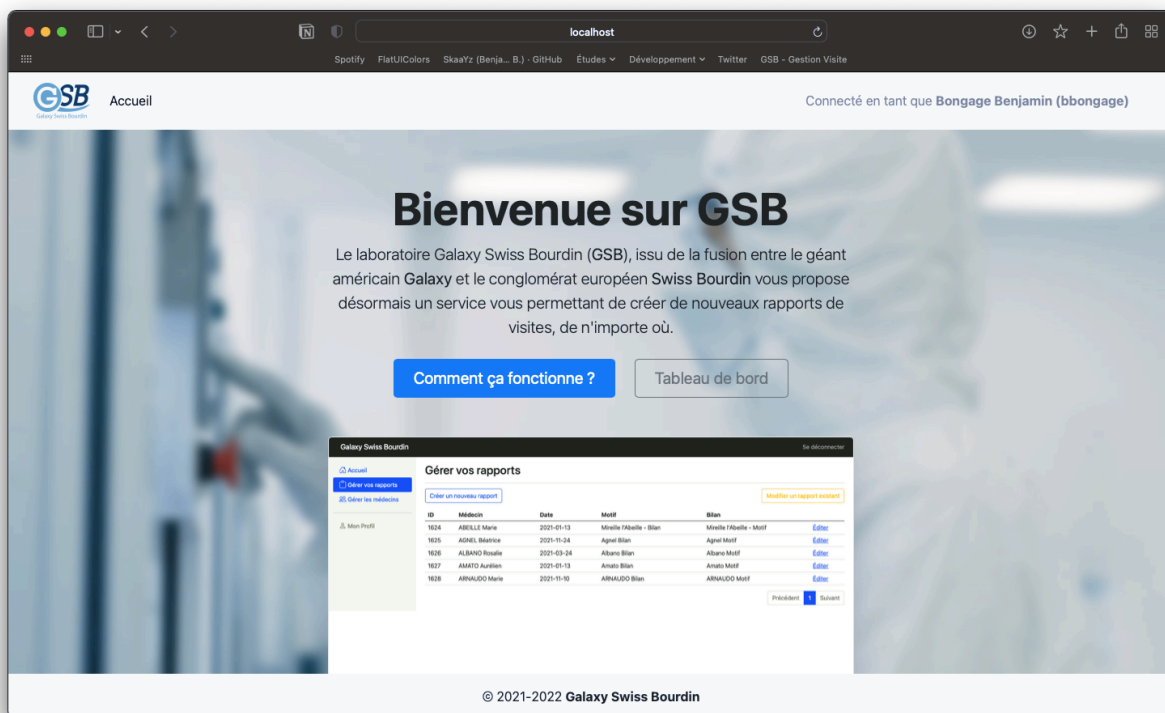 localhost
Spotify FlatUIColors SkaaYz (Benja... B.) · GitHub Études Développement Twitter GSB - Gestion Visite
GSB
Galaxy Swiss Bourdin
Accueil
Connecté en tant que Bongage Benjamin (bbongage)
Bienvenue sur GSB
Le laboratoire Galaxy Swiss Bourdin (GSB), issu de la fusion entre le géant
américain Galaxy et le conglomérat européen Swiss Bourdin vous propose
désormais un service vous permettant de créer de nouveaux rapports de
visites, de n'importe où.
Comment ça fonctionne ? Tableau de bord
Galaxy Swiss Bourdin Se déconnecter
Accueil
Gérer vos rapports
Gérer les médecins
Mon Profil
Gérer vos rapports
Créer un nouveau rapport Modifier un rapport existant
ID Médecin Date Motif Bilan
1624 ABEILLE Marie 2021-01-13 Mireille l'Abeille - Bilan Mireille l'Abeille - Motif Éditer
1625 AGNEL Béatrice 2021-11-24 Agnel Bilan Agnel Motif Éditer
1626 ALBANO Rosalie 2021-03-24 Albano Bilan Albano Motif Éditer
1627 AMATO Aurélien 2021-01-13 Amato Bilan Amato Motif Éditer
1628 ARNAUDO Marie 2021-11-10 ARNAUDO Bilan ARNAUDO Motif Éditer
Précédent 1 Suivant
© 2021-2022 Galaxy Swiss Bourdin